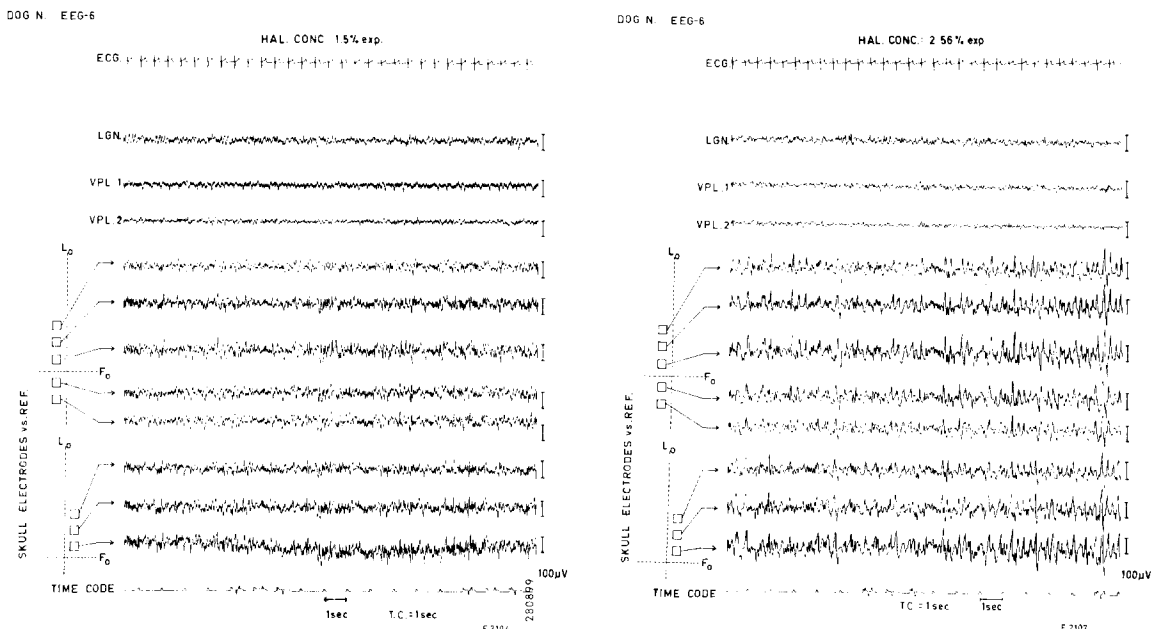 DOG N. EEG-6
HAL. CONC 1.5% exp.
ECG.
LGN.
VPL.1
VPL.2
Lₒ
Fₒ
Lₒ
Fₒ
SKULL ELECTRODES vs. REF.
TIME CODE
1sec
T.C.=1sec
280899
DOG N. EEG-6
HAL. CONC.: 2.56% exp
ECG
LGN.
VPL.1
VPL.2
Lₒ
Fₒ
Lₒ
Fₒ
SKULL ELECTRODES vs. REF.
100µV
TIME CODE
T.C.=1sec
1sec
100µV